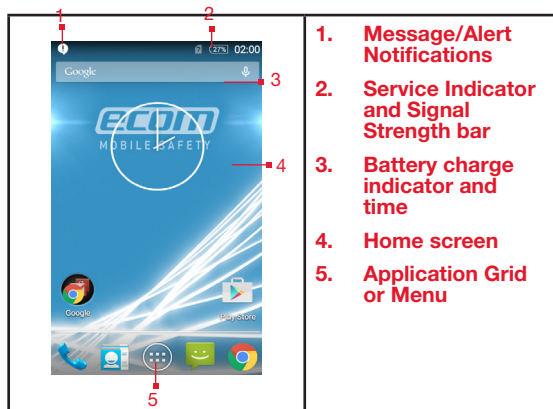 1
2
27%
02:00
Google
3
ecom
MOBILE SAFETY
4
Google
Play Store
5
1. Message/Alert
Notifications
2. Service Indicator
and Signal
Strength bar
3. Battery charge
indicator and
time
4. Home screen
5. Application Grid
or Menu